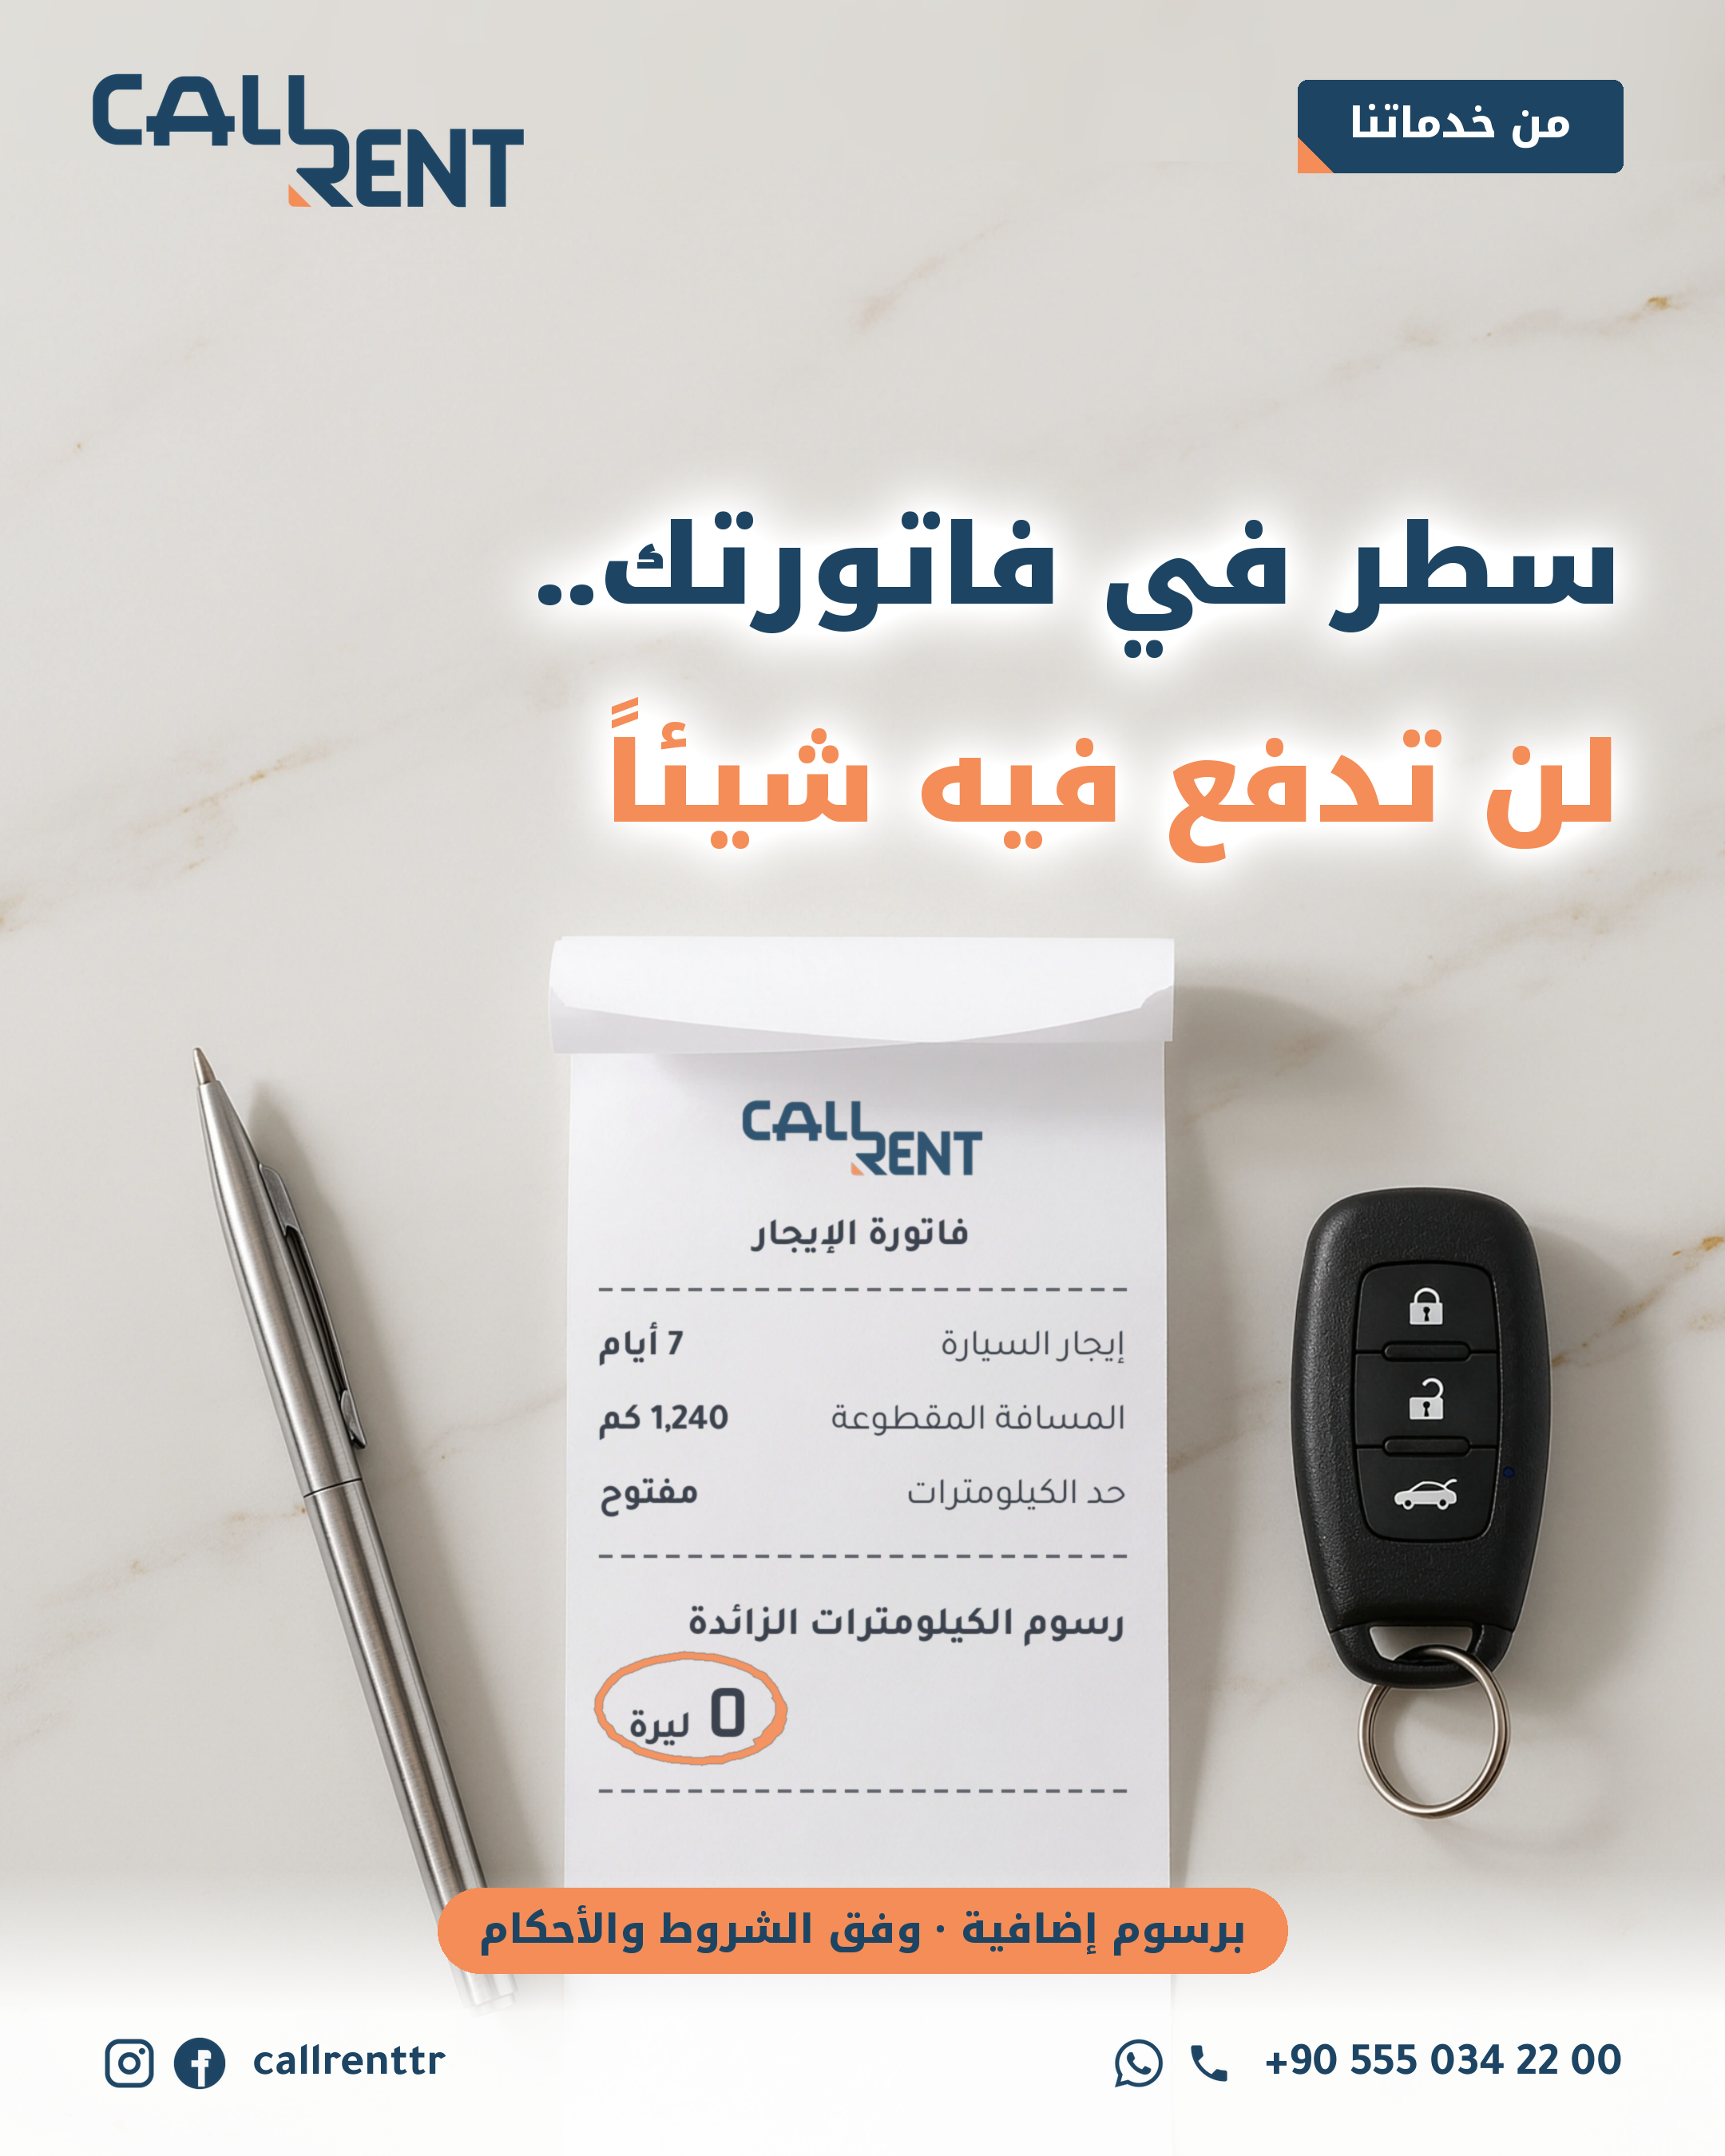 CALL RENT
من خدماتنا
سطر في فاتورتك..
لن تدفع فيه شيئاً
CALL RENT
فاتورة الإيجار
إيجار السيارة 7 أيام
المسافة المقطوعة 1,240 كم
حد الكيلومترات مفتوح
رسوم الكيلومترات الزائدة
0 ليرة
برسوم إضافية · وفق الشروط والأحكام
callrenttr
+90 555 034 22 00